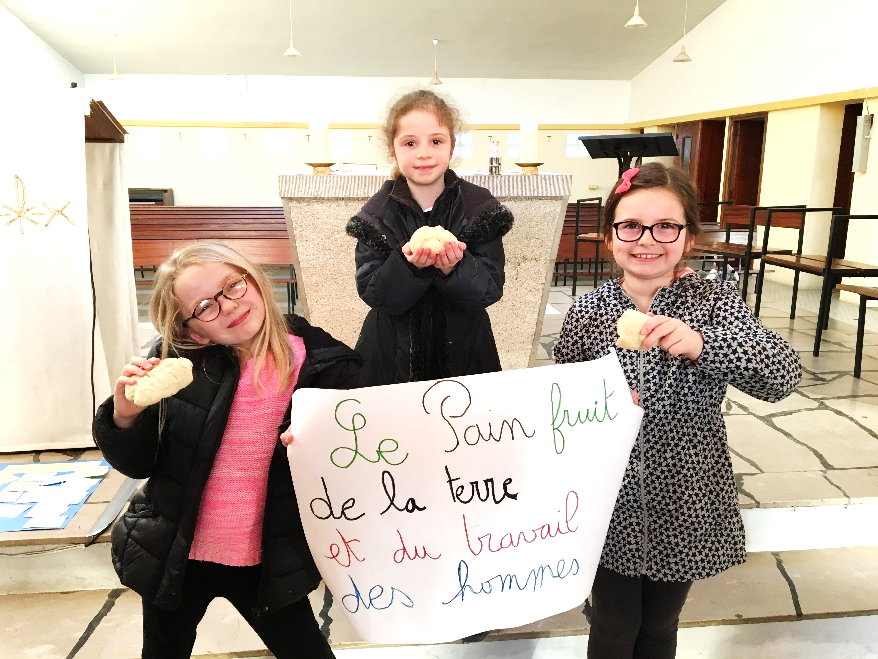 Le Pain fruit
de la terre
et du travail
des hommes